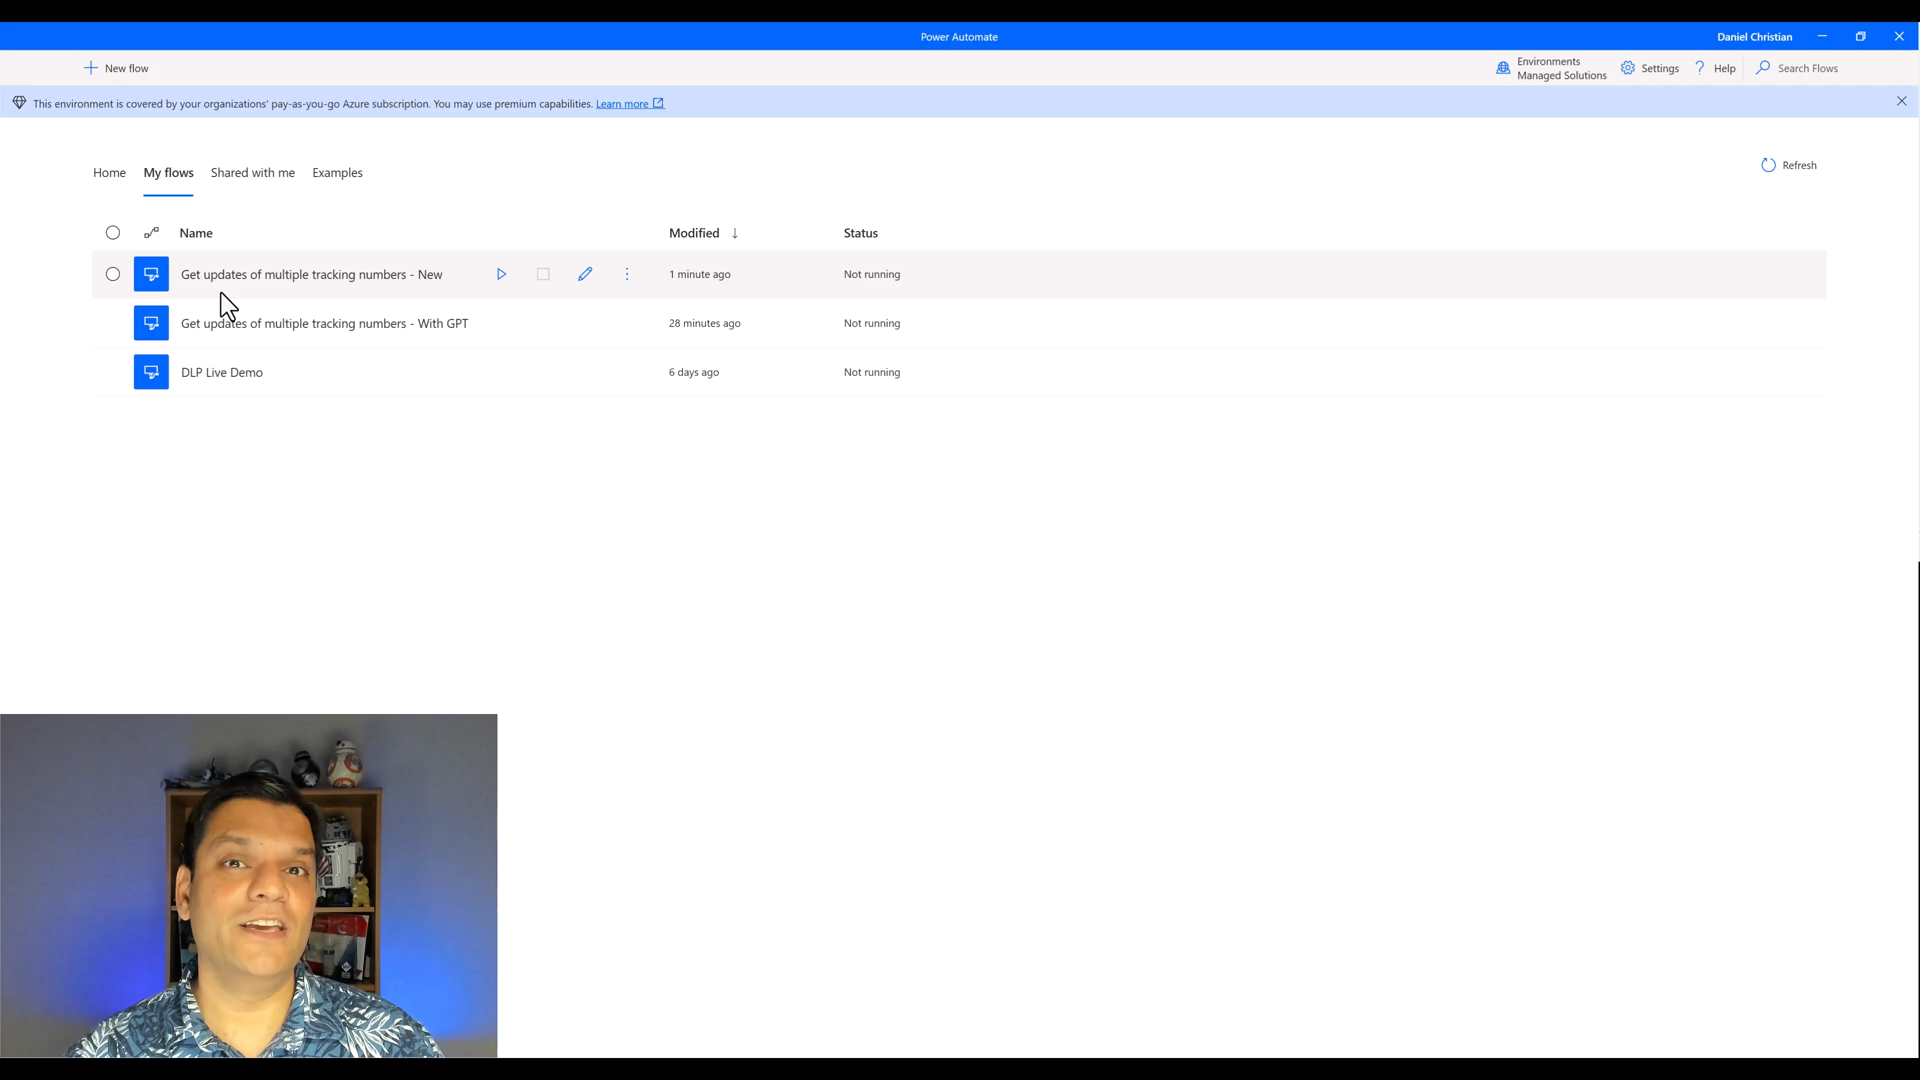 Power Automate
Daniel Christian
New flow
Environments
Managed Solutions
Settings
? Help
Search Flows
This environment is covered by your organizations' pay-as-you-go Azure subscription. You may use premium capabilities. Learn more
Home My flows Shared with me Examples
Refresh
Name Modified ↓ Status
Get updates of multiple tracking numbers - New 1 minute ago Not running
Get updates of multiple tracking numbers - With GPT 28 minutes ago Not running
DLP Live Demo 6 days ago Not running